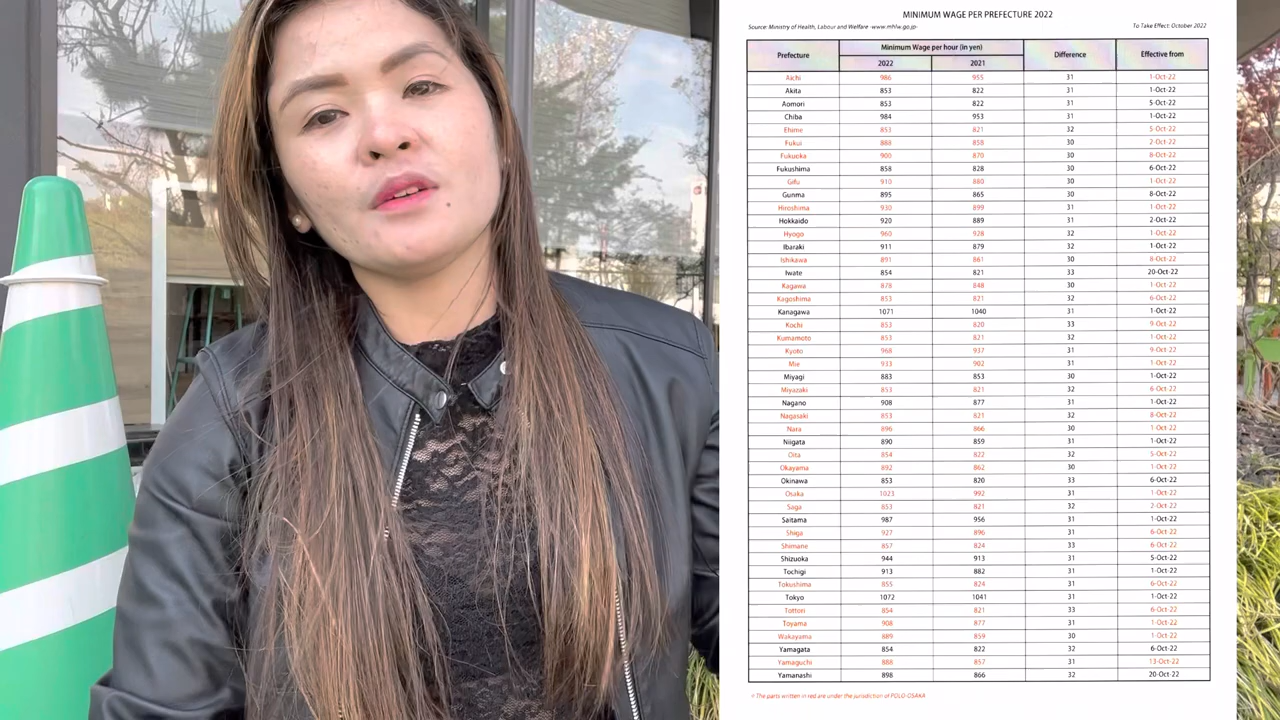 MINIMUM WAGE PER PREFECTURE 2022
Source: Ministry of Health, Labour and Welfare -www.mhlw.go.jp- To Take Effect: October 2022
Prefecture Minimum Wage per hour (in yen) Difference Effective from
2022 2021
Aichi 986 955 31 1-Oct-22
Akita 853 822 31 1-Oct-22
Aomori 853 822 31 5-Oct-22
Chiba 984 953 31 1-Oct-22
Ehime 853 821 32 5-Oct-22
Fukui 888 858 30 2-Oct-22
Fukuoka 900 870 30 8-Oct-22
Fukushima 858 828 30 6-Oct-22
Gifu 910 880 30 1-Oct-22
Gunma 895 865 30 8-Oct-22
Hiroshima 930 899 31 1-Oct-22
Hokkaido 920 889 31 2-Oct-22
Hyogo 960 928 32 1-Oct-22
Ibaraki 911 879 32 1-Oct-22
Ishikawa 891 861 30 8-Oct-22
Iwate 854 821 33 20-Oct-22
Kagawa 878 848 30 1-Oct-22
Kagoshima 853 821 32 6-Oct-22
Kanagawa 1071 1040 31 1-Oct-22
Kochi 853 820 33 9-Oct-22
Kumamoto 853 821 32 1-Oct-22
Kyoto 968 937 31 9-Oct-22
Mie 933 902 31 1-Oct-22
Miyagi 883 853 30 1-Oct-22
Miyazaki 853 821 32 6-Oct-22
Nagano 908 877 31 1-Oct-22
Nagasaki 853 821 32 8-Oct-22
Nara 896 866 30 1-Oct-22
Niigata 890 859 31 1-Oct-22
Oita 854 822 32 5-Oct-22
Okayama 892 862 30 1-Oct-22
Okinawa 853 820 33 6-Oct-22
Osaka 1023 992 31 1-Oct-22
Saga 853 821 32 2-Oct-22
Saitama 987 956 31 1-Oct-22
Shiga 927 896 31 6-Oct-22
Shimane 857 824 33 6-Oct-22
Shizuoka 944 913 31 5-Oct-22
Tochigi 913 882 31 1-Oct-22
Tokushima 855 824 31 6-Oct-22
Tokyo 1072 1041 31 1-Oct-22
Tottori 854 821 33 6-Oct-22
Toyama 908 877 31 1-Oct-22
Wakayama 889 859 30 1-Oct-22
Yamagata 854 822 32 6-Oct-22
Yamaguchi 888 857 31 13-Oct-22
Yamanashi 898 866 32 20-Oct-22
※ The parts written in red are under the jurisdiction of POLO-OSAKA